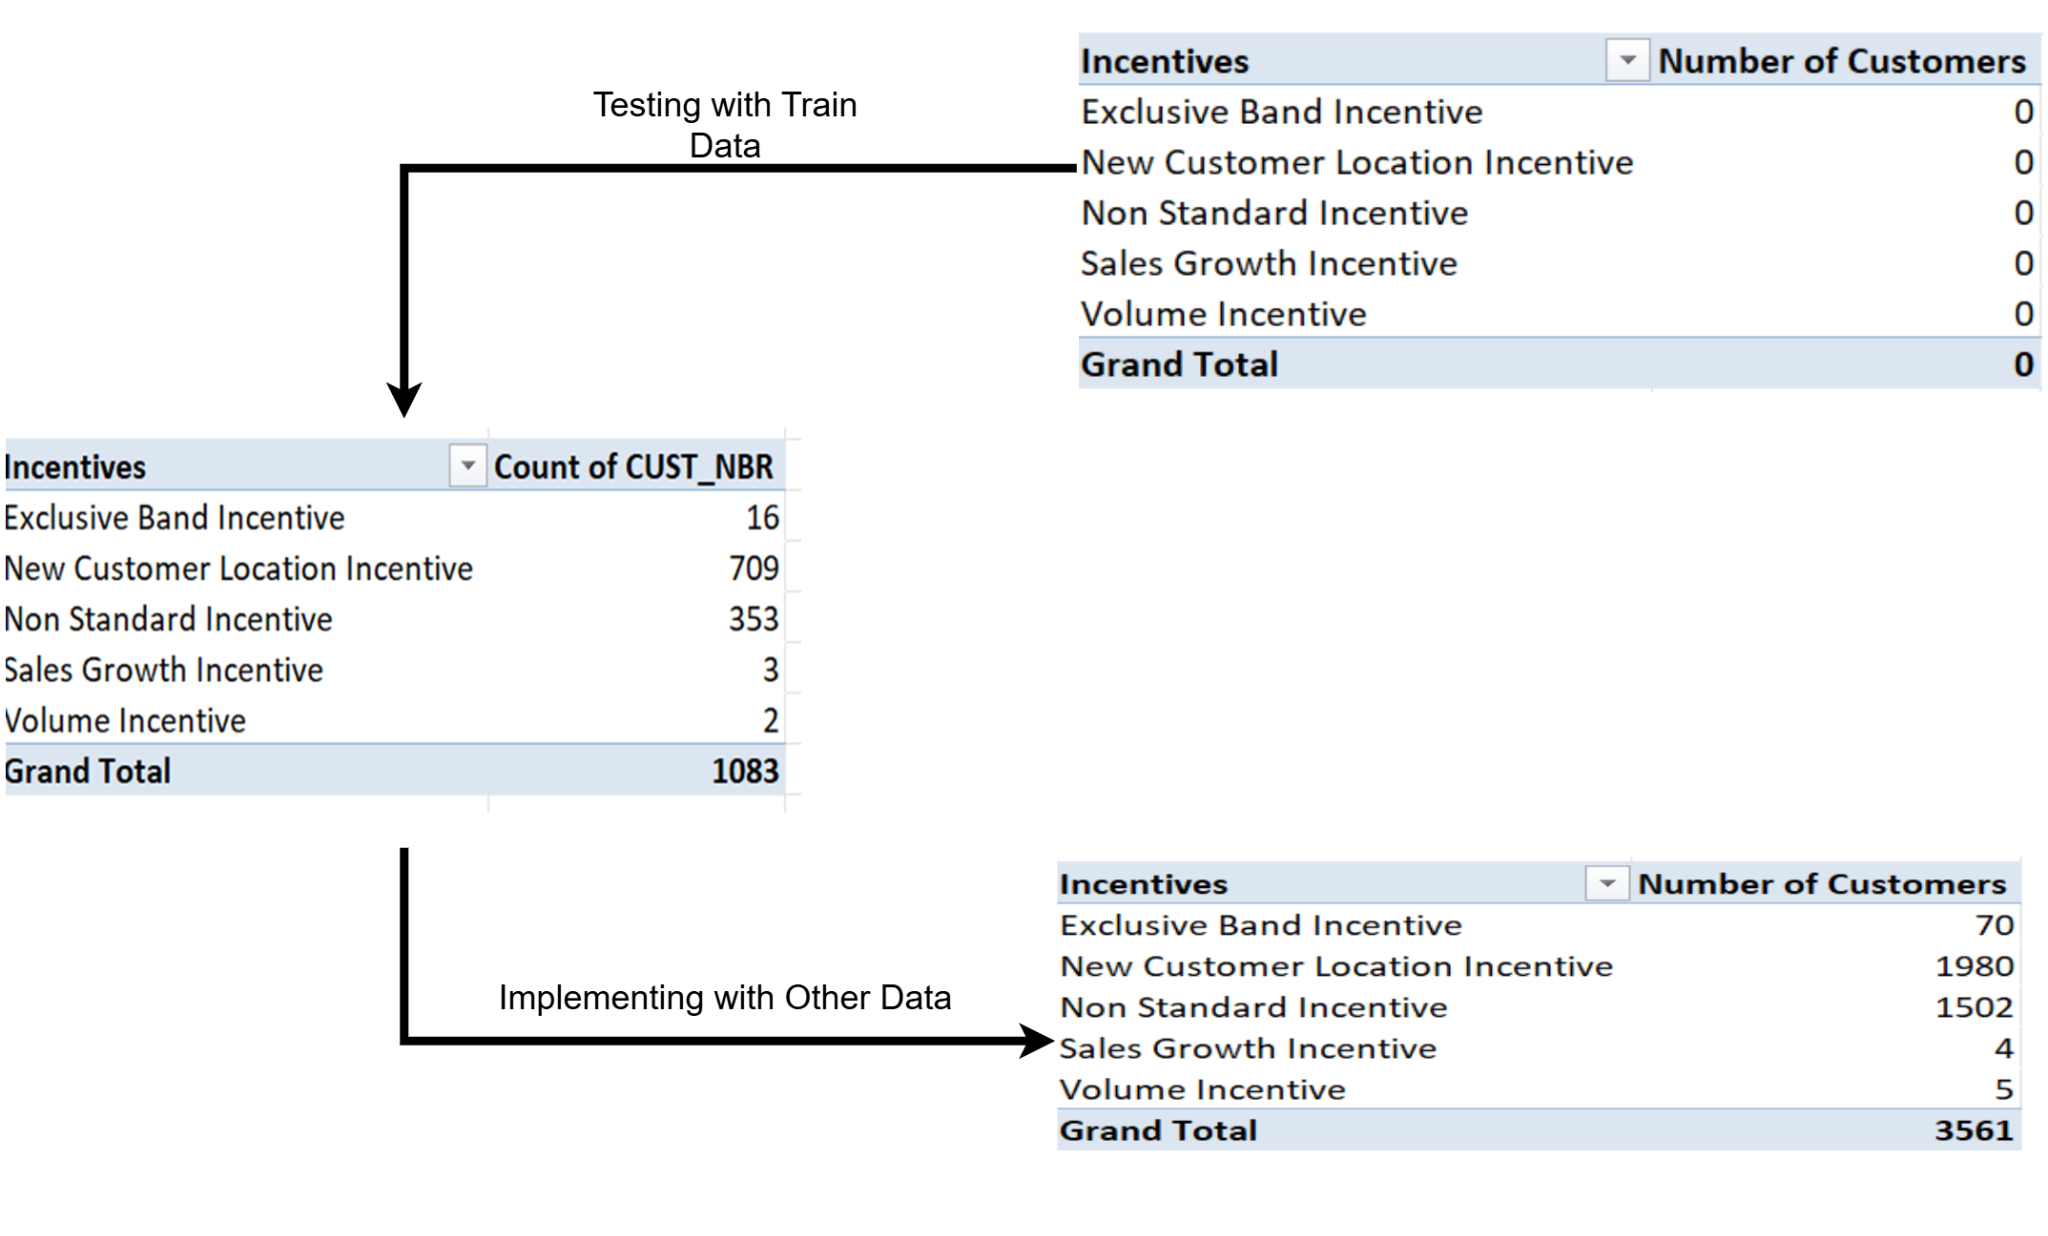 Incentives Number of Customers
Exclusive Band Incentive 0
New Customer Location Incentive 0
Non Standard Incentive 0
Sales Growth Incentive 0
Volume Incentive 0
Grand Total 0
Testing with Train
Data
Incentives Count of CUST_NBR
Exclusive Band Incentive 16
New Customer Location Incentive 709
Non Standard Incentive 353
Sales Growth Incentive 3
Volume Incentive 2
Grand Total 1083
Implementing with Other Data
Incentives Number of Customers
Exclusive Band Incentive 70
New Customer Location Incentive 1980
Non Standard Incentive 1502
Sales Growth Incentive 4
Volume Incentive 5
Grand Total 3561